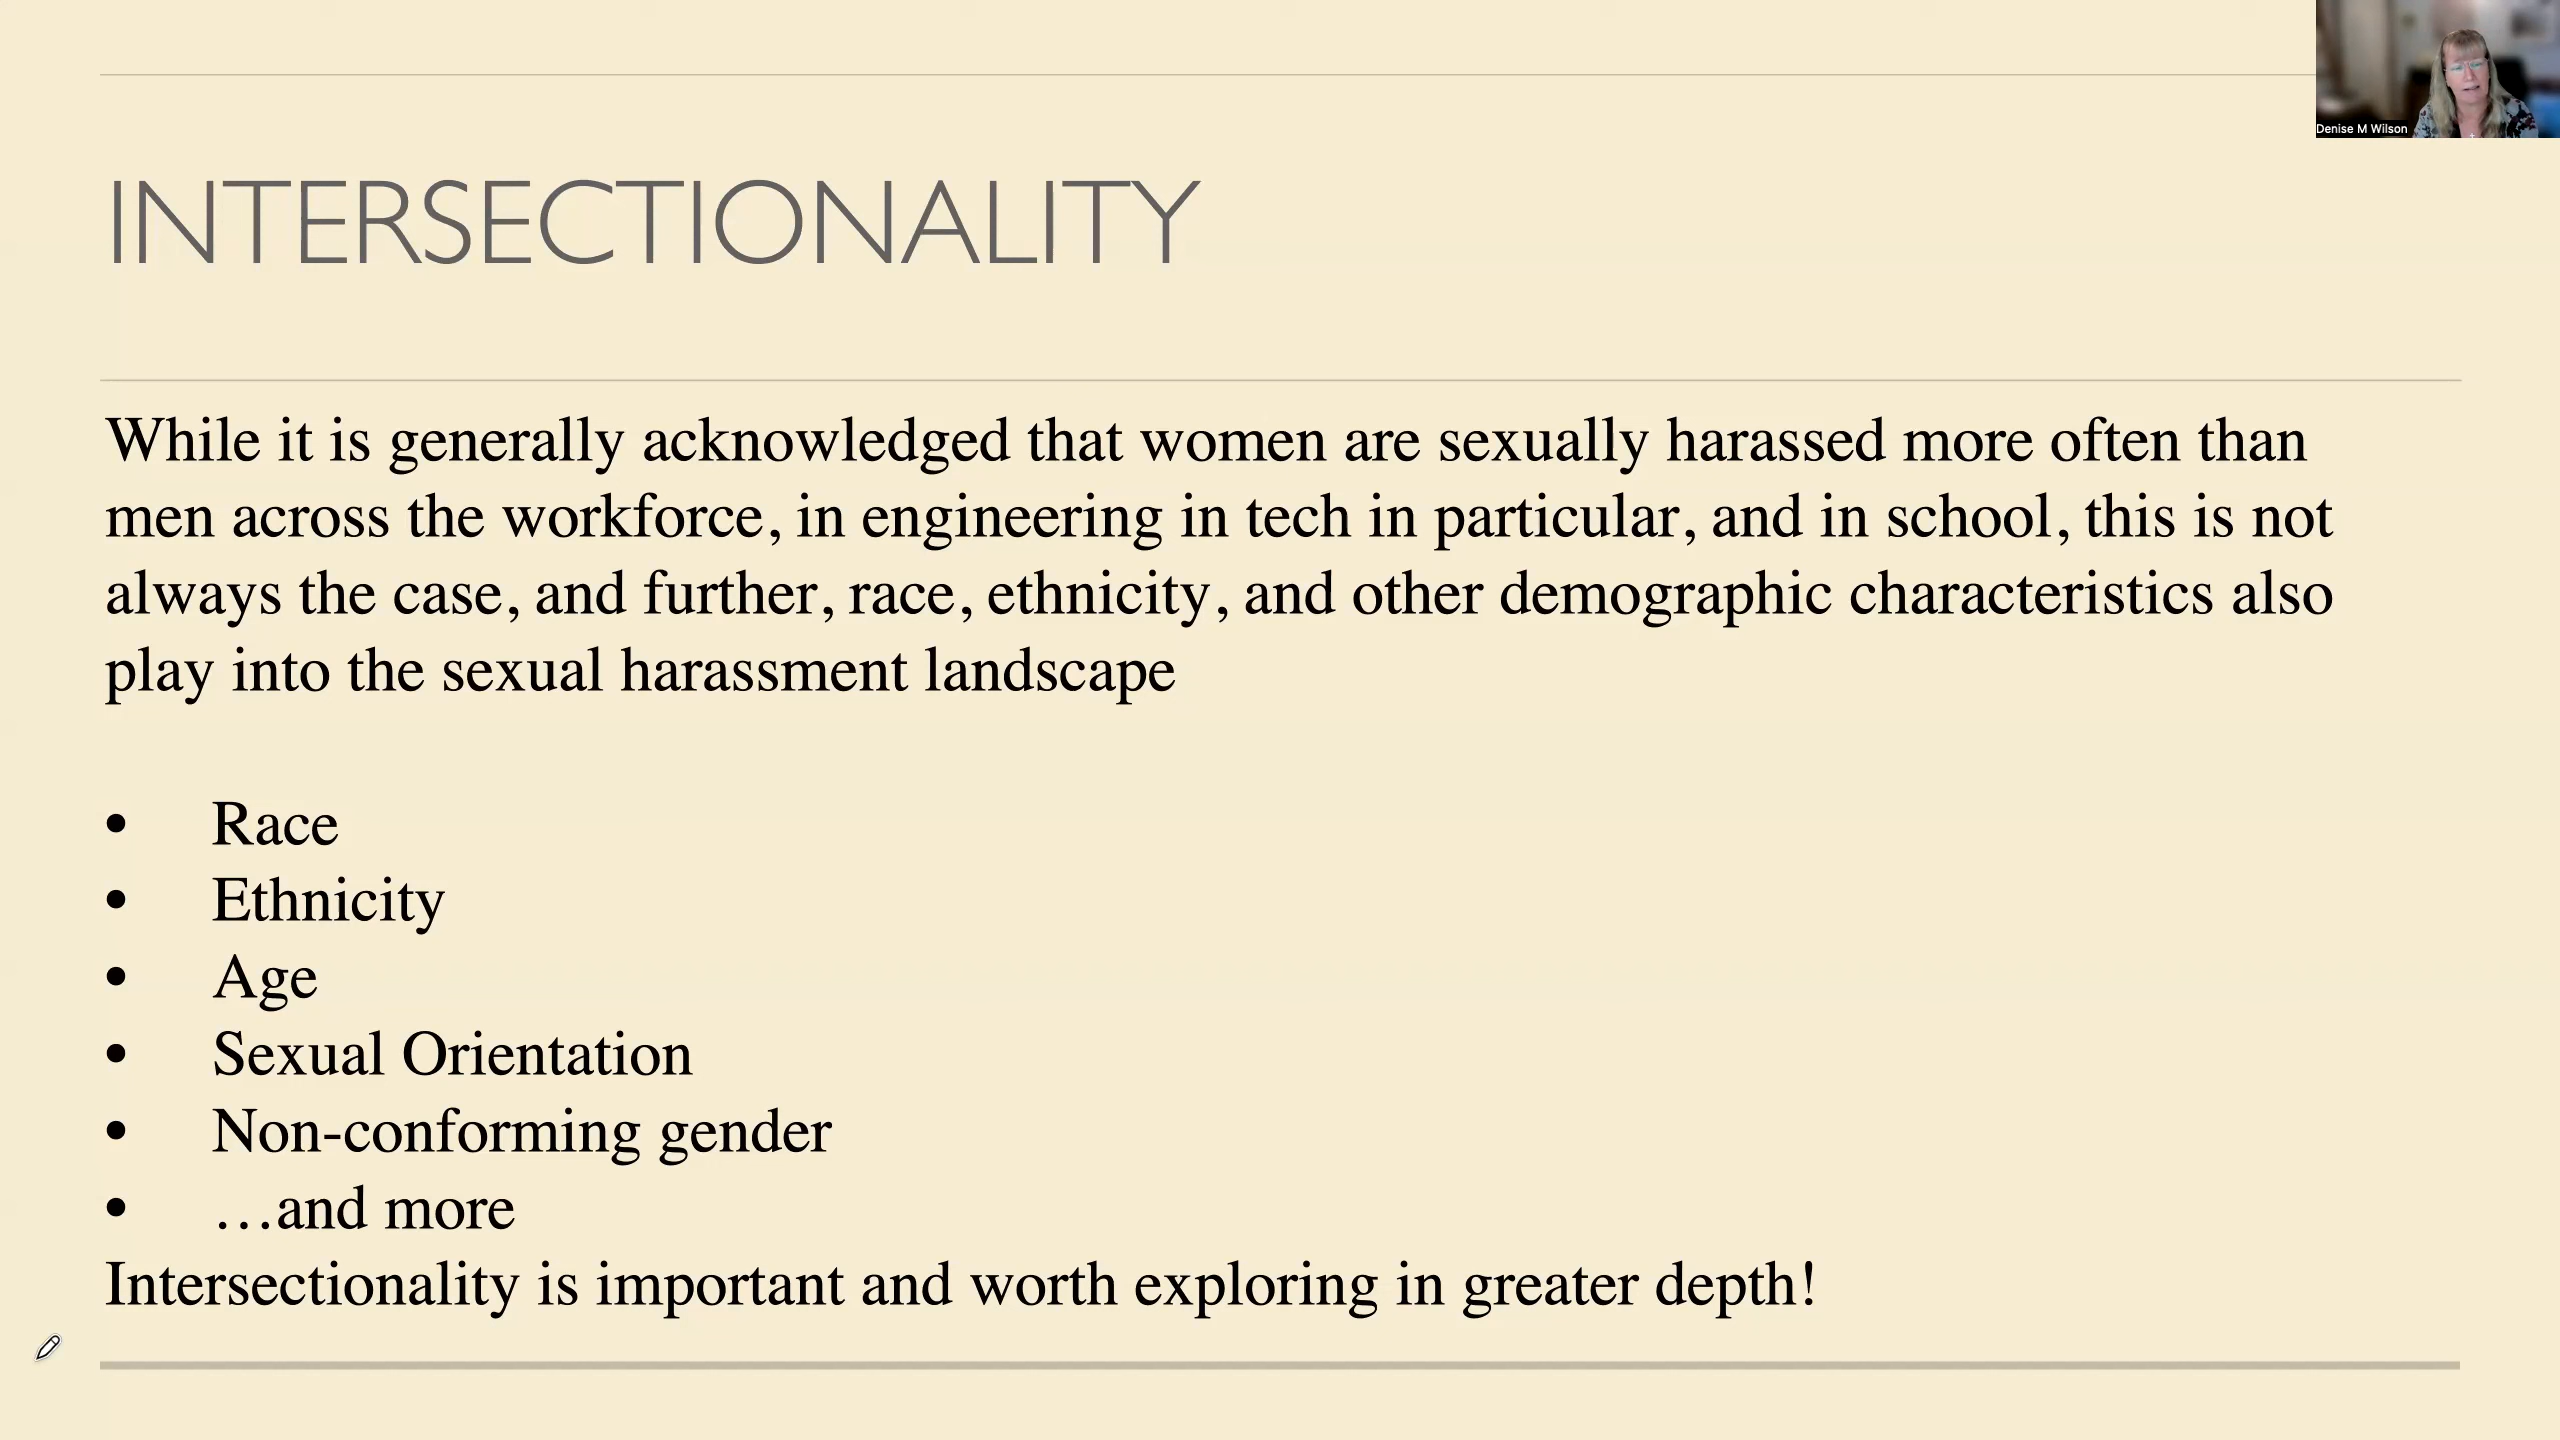 Denise M Wilson
INTERSECTIONALITY
While it is generally acknowledged that women are sexually harassed more often than
men across the workforce, in engineering in tech in particular, and in school, this is not
always the case, and further, race, ethnicity, and other demographic characteristics also
play into the sexual harassment landscape
• Race
• Ethnicity
• Age
• Sexual Orientation
• Non-conforming gender
• …and more
Intersectionality is important and worth exploring in greater depth!